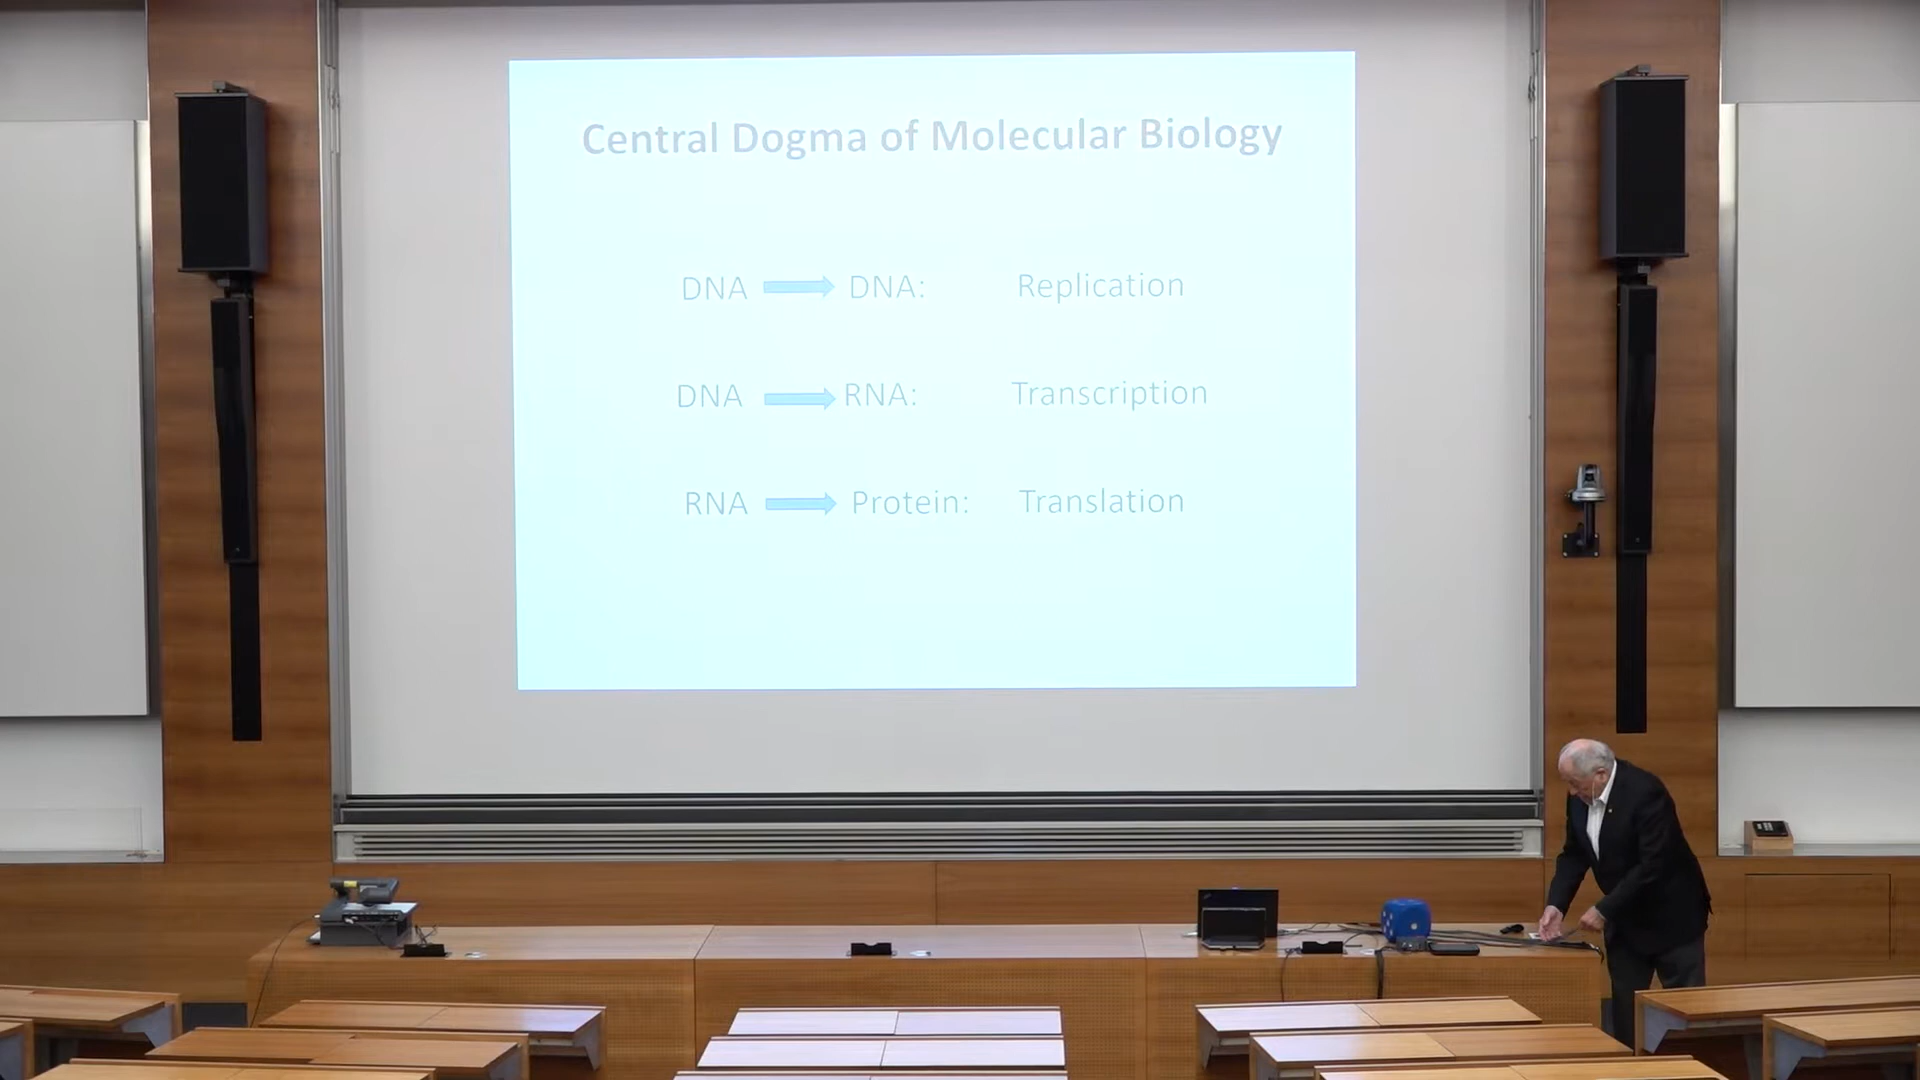 Central Dogma of Molecular Biology
DNA DNA: Replication
DNA RNA: Transcription
RNA Protein: Translation